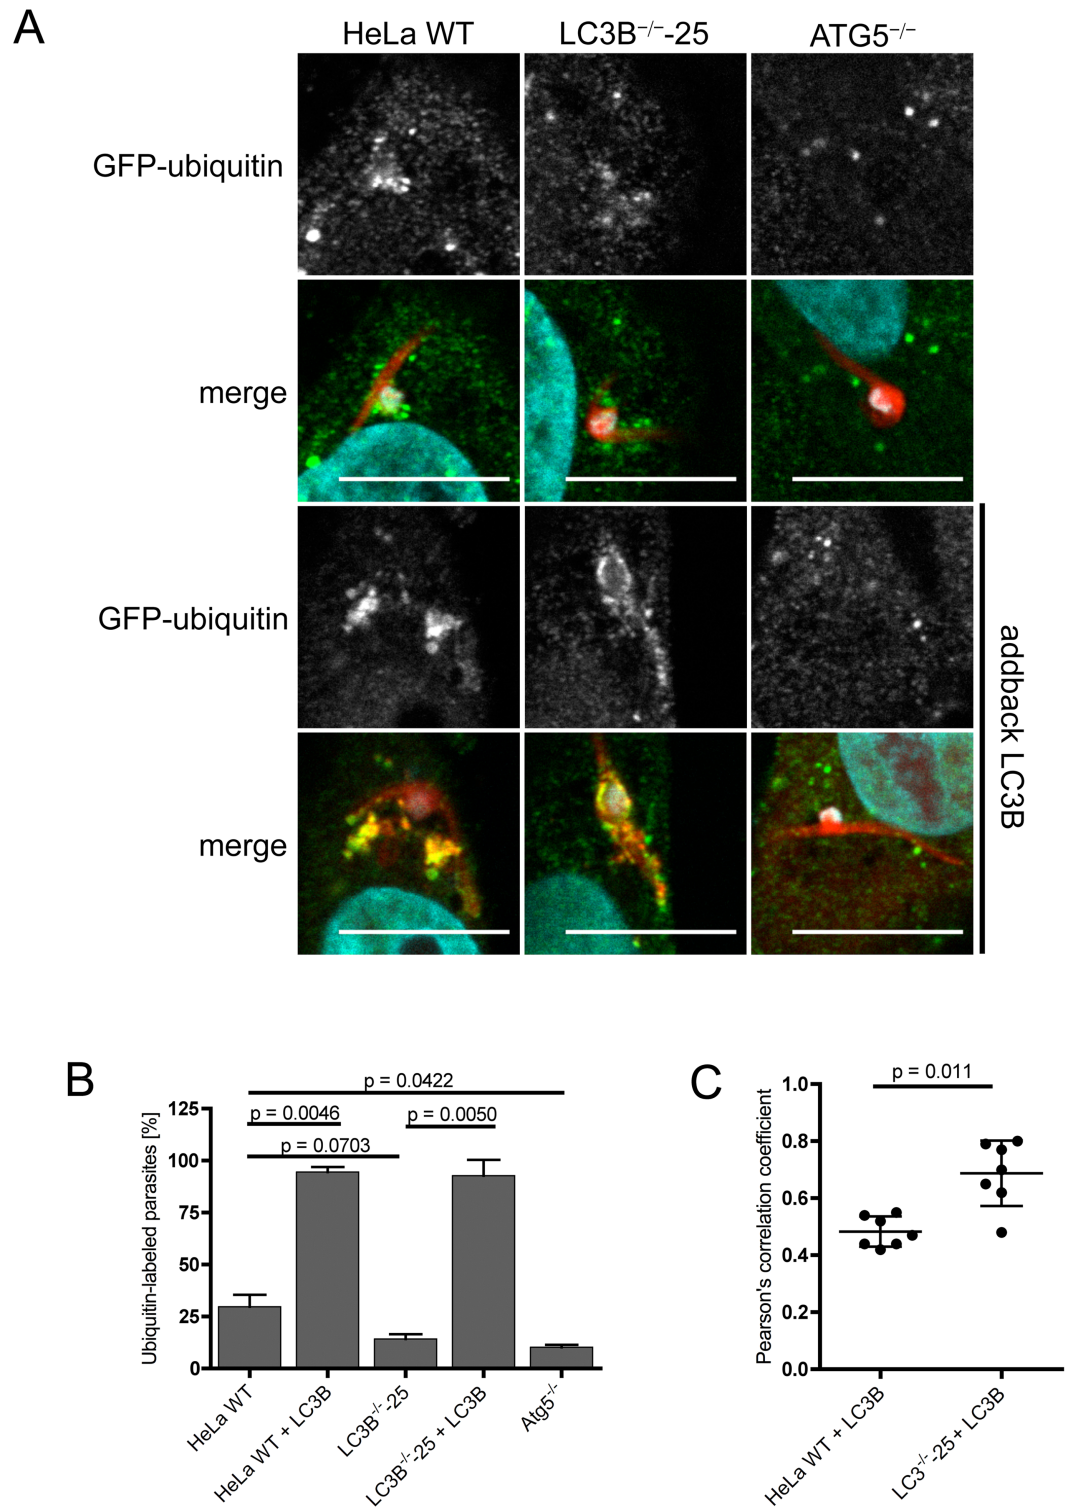 A
HeLa WT
LC3B⁻/⁻-25
ATG5⁻/⁻
GFP-ubiquitin
merge
GFP-ubiquitin
merge
addback LC3B
B
p = 0.0422
p = 0.0046
p = 0.0050
p = 0.0703
Ubiquitin-labeled parasites [%]
125
100
75
50
25
0
HeLa WT
HeLa WT + LC3B
LC3B⁻/⁻-25
LC3B⁻/⁻-25 + LC3B
Atg5⁻/⁻
C
p = 0.011
Pearson's correlation coefficient
1.0
0.8
0.6
0.4
0.2
0.0
HeLa WT + LC3B
LC3⁻/⁻-25 + LC3B